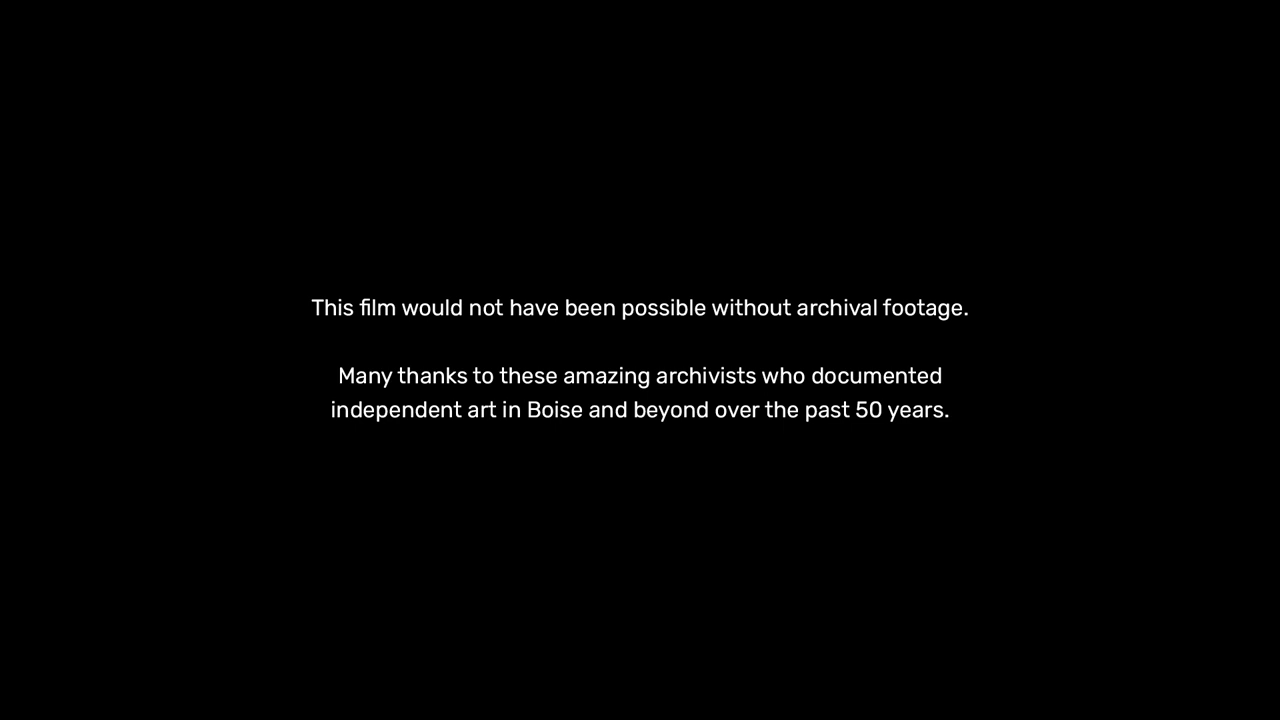 This film would not have been possible without archival footage.
Many thanks to these amazing archivists who documented
independent art in Boise and beyond over the past 50 years.